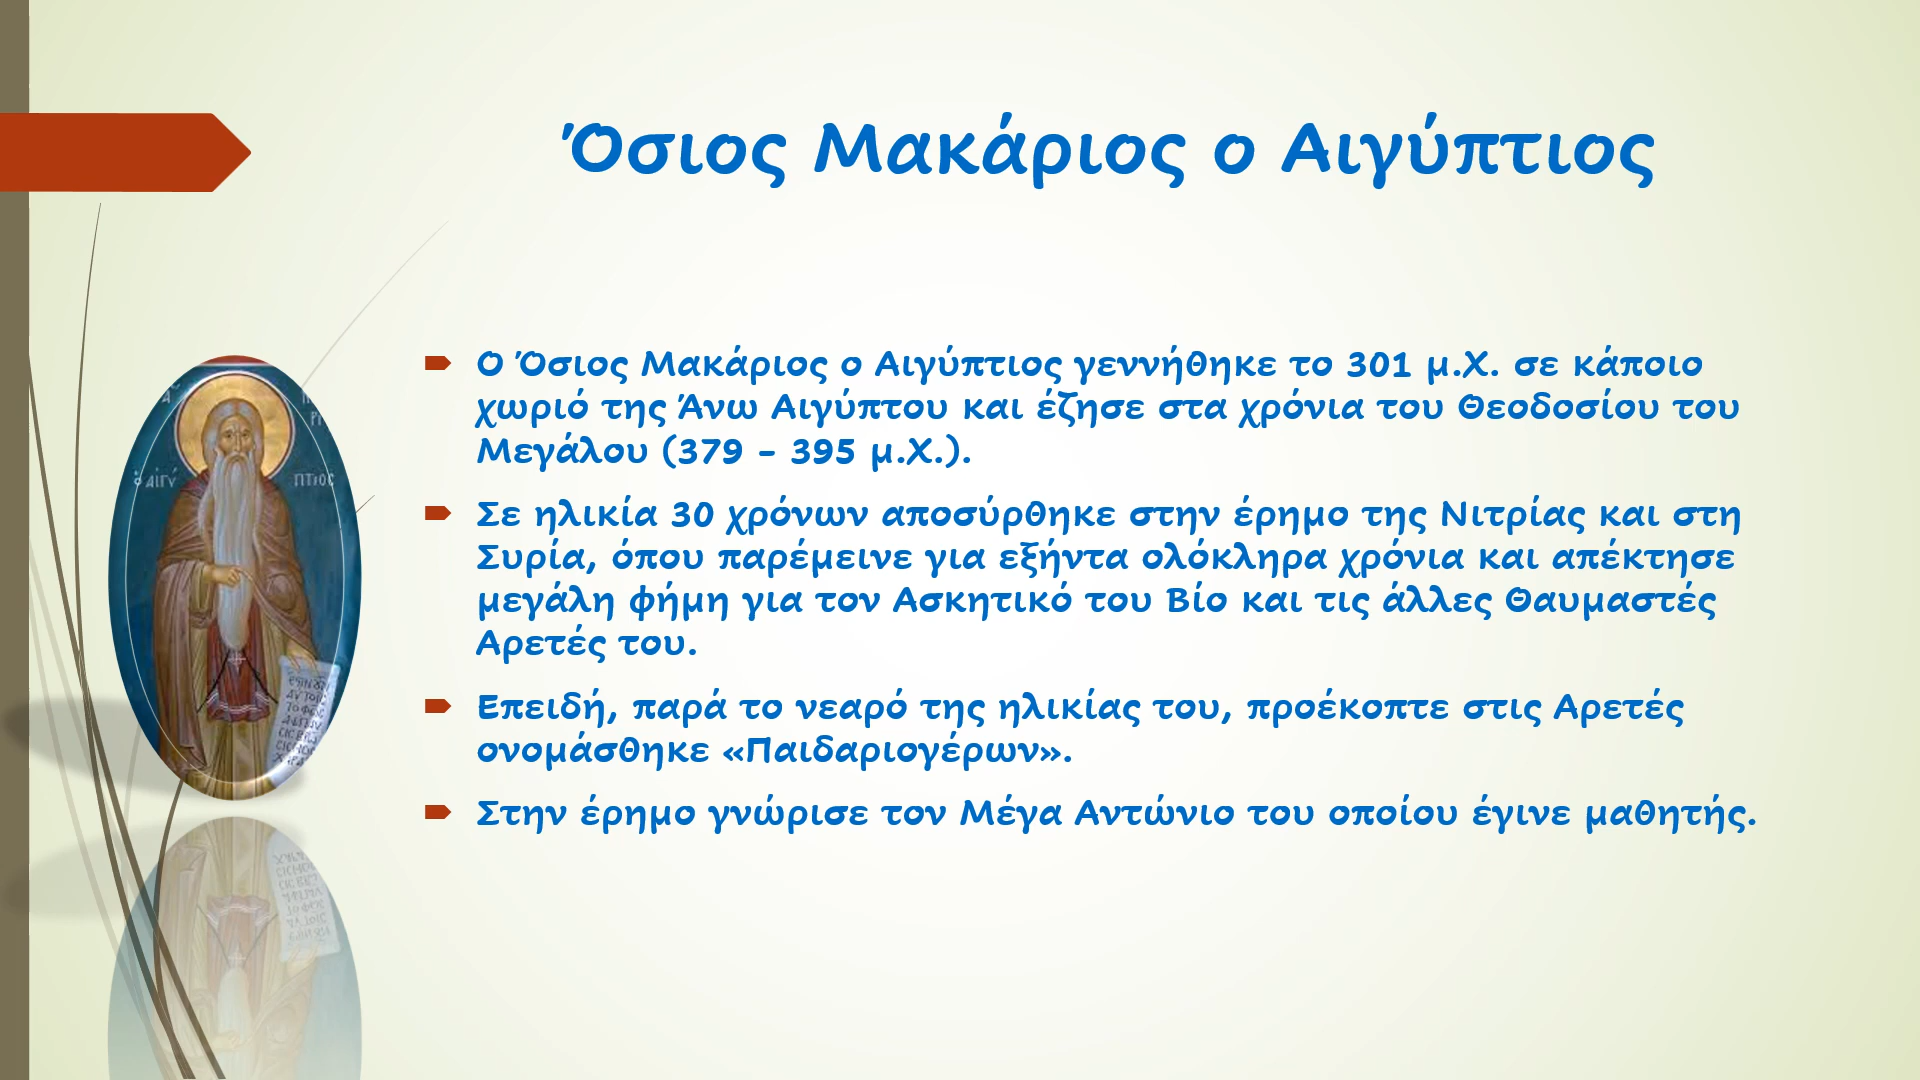 Όσιος Μακάριος ο Αιγύπτιος
Ο Όσιος Μακάριος ο Αιγύπτιος γεννήθηκε το 301 μ.Χ. σε κάποιο
χωριό της Άνω Αιγύπτου και έζησε στα χρόνια του Θεοδοσίου του
Μεγάλου (379 – 395 μ.Χ.).
Σε ηλικία 30 χρόνων αποσύρθηκε στην έρημο της Νιτρίας και στη
Συρία, όπου παρέμεινε για εξήντα ολόκληρα χρόνια και απέκτησε
μεγάλη φήμη για τον Ασκητικό του Βίο και τις άλλες Θαυμαστές
Αρετές του.
Επειδή, παρά το νεαρό της ηλικίας του, προέκοπτε στις Αρετές
ονομάσθηκε «Παιδαριογέρων».
Στην έρημο γνώρισε τον Μέγα Αντώνιο του οποίου έγινε μαθητής.
ὁ ΑΙΓΥ ΠΤΙΟC